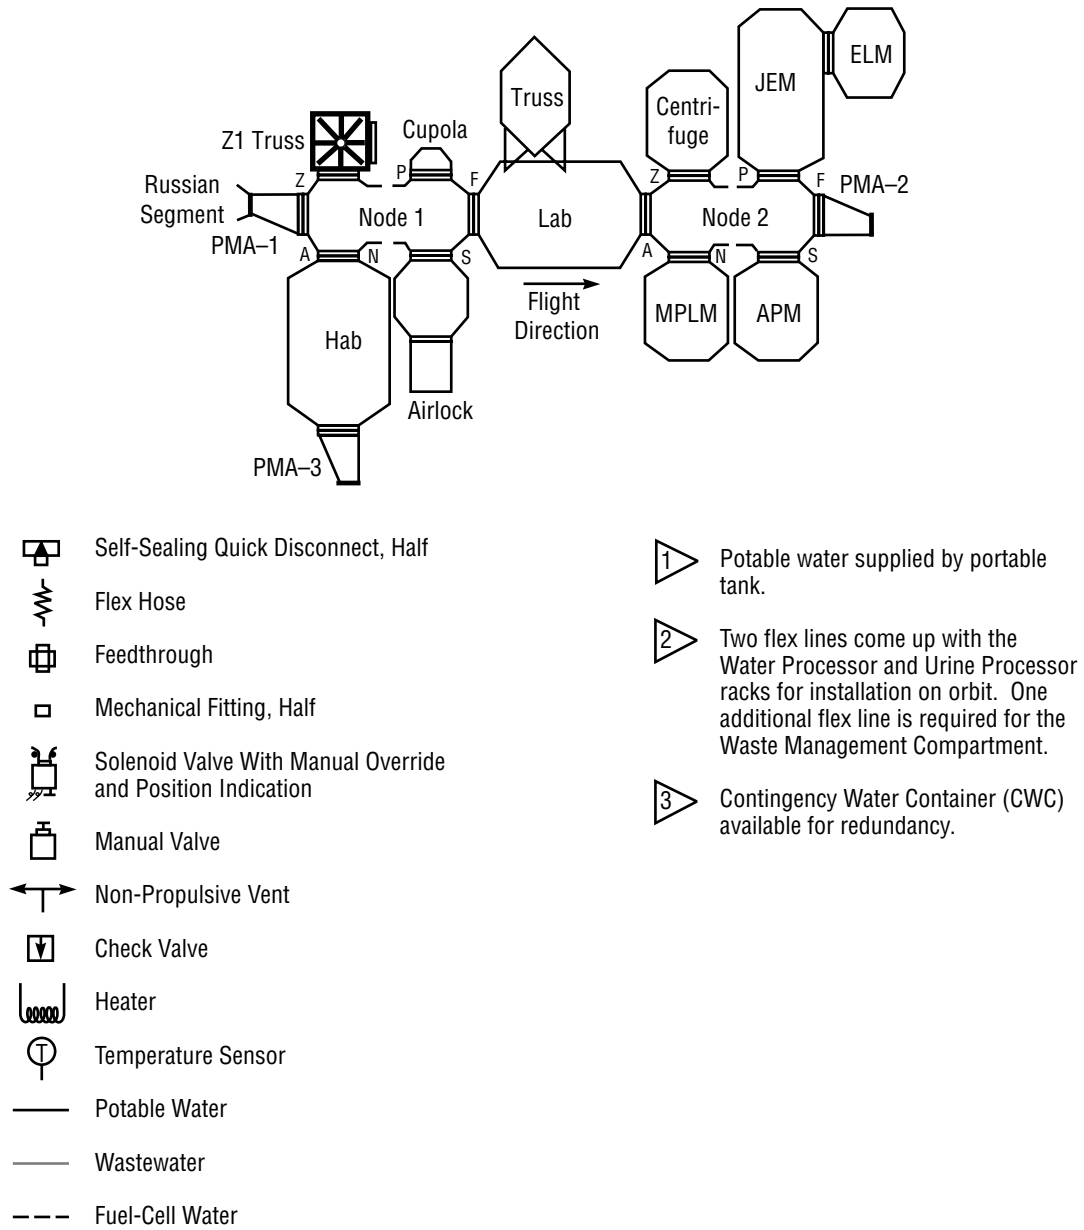 ELM
JEM
Truss
Centri-
fuge
Cupola
Z1 Truss
Z
P
F
Z
P
F
PMA–2
Russian
Segment
Node 1
Lab
Node 2
PMA–1
A
N
S
A
N
S
Flight
Direction
MPLM
APM
Hab
Airlock
PMA–3
Self-Sealing Quick Disconnect, Half
Flex Hose
Feedthrough
Mechanical Fitting, Half
Solenoid Valve With Manual Override
and Position Indication
Manual Valve
Non-Propulsive Vent
Check Valve
Heater
T
Temperature Sensor
Potable Water
Wastewater
Fuel-Cell Water
1
Potable water supplied by portable
tank.
2
Two flex lines come up with the
Water Processor and Urine Processor
racks for installation on orbit. One
additional flex line is required for the
Waste Management Compartment.
3
Contingency Water Container (CWC)
available for redundancy.